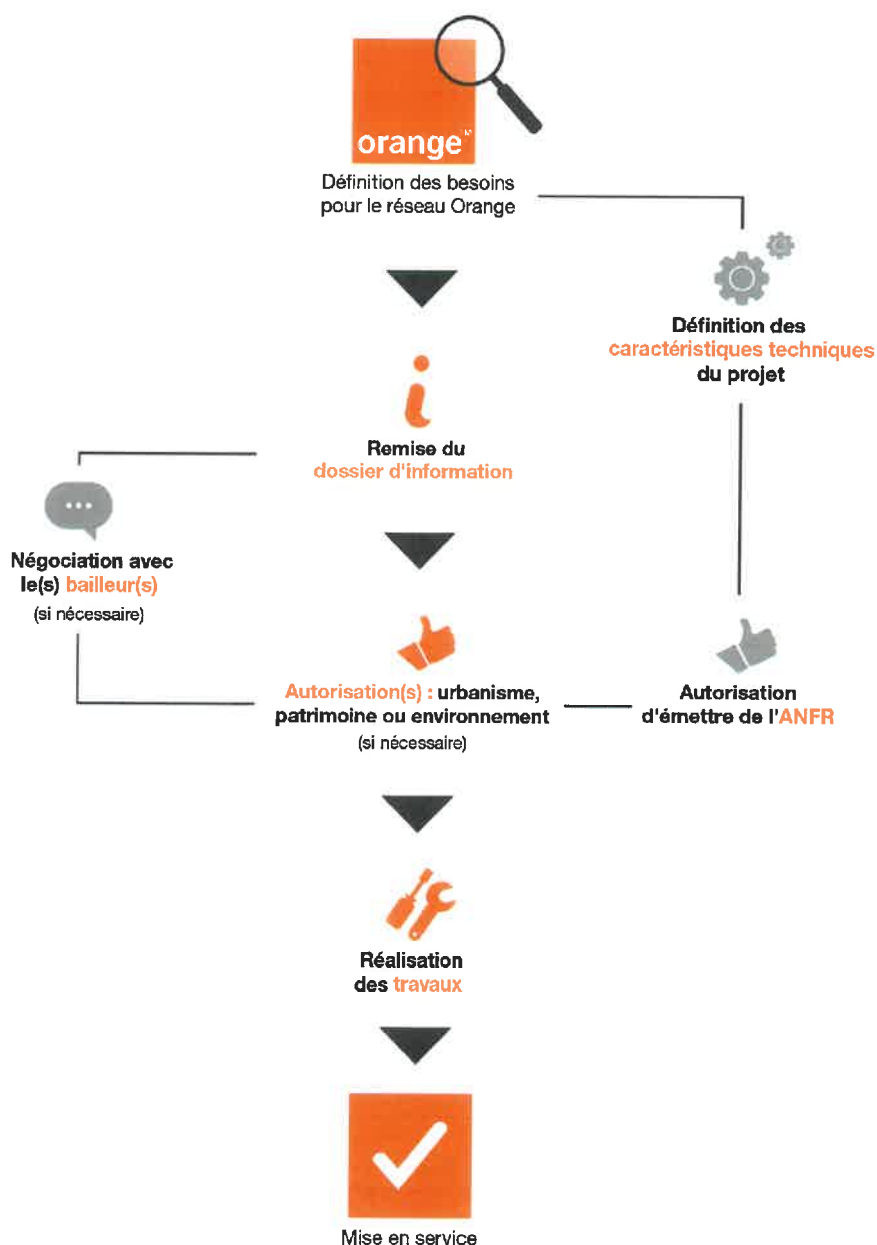 orange™
Définition des besoins
pour le réseau Orange
Définition des
caractéristiques techniques
du projet
Remise du
dossier d'information
Négociation avec
le(s) bailleur(s)
(si nécessaire)
Autorisation(s) : urbanisme,
patrimoine ou environnement
(si nécessaire)
Autorisation
d'émettre de l'ANFR
Réalisation
des travaux
Mise en service